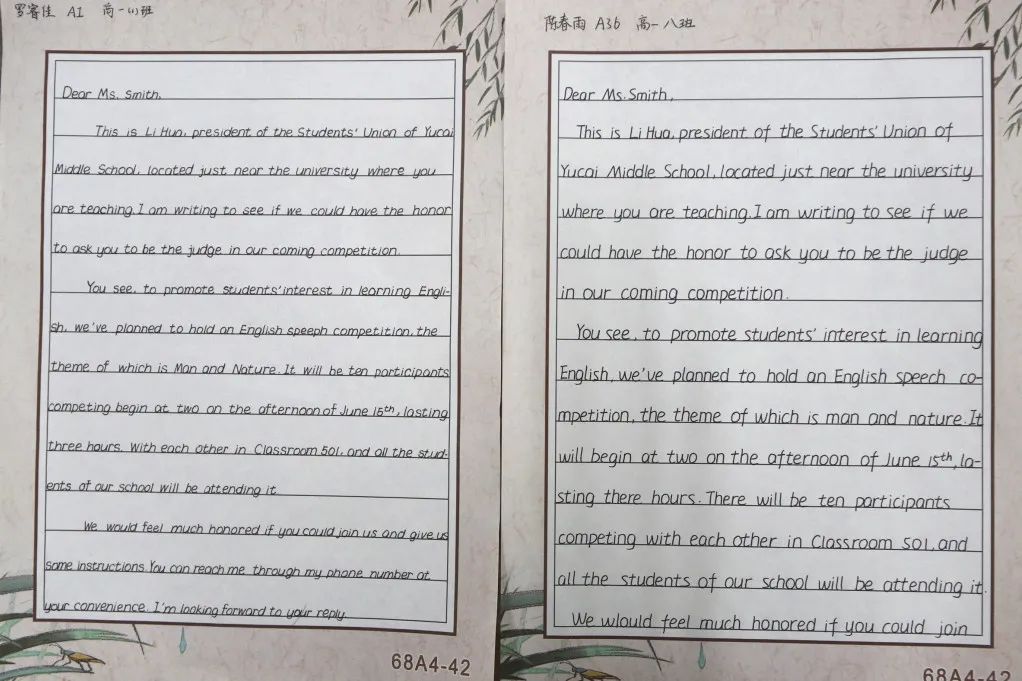 罗睿佳 A1 高一(1)班
Dear Ms. Smith,
This is Li Hua, president of the Students' Union of Yucai
Middle School, located just near the university where you
are teaching. I am writing to see if we could have the honor
to ask you to be the judge in our coming competition.
You see, to promote students' interest in learning Engli-
sh, we've planned to hold an English speeph competition, the
theme of which is Man and Nature. It will be ten participants
competing begin at two on the afternoon of June 15th, lasting
three hours. With each other in Classroom 501, and all the stud-
ents of our school will be attending it
We would feel much honored if you could join us and give us
some instructions. You can reach me through my phone number at
your convenience. I'm looking forward to your reply.
68A4-42
陈春雨 A36 高一八班
Dear Ms. Smith,
This is Li Hua, president of the Students' Union of
Yucai Middle School, located just near the university
where you are teaching. I am writing to see if we
could have the honor to ask you to be the judge
in our coming competition.
You see, to promote students' interest in learning
English, we've planned to hold an English speech co-
mpetition, the theme of which is man and nature. It
will begin at two on the afternoon of June 15th, la-
sting there hours. There will be ten participants
competing with each other in Classroom 501, and
all the students of our school will be attending it.
We wlould feel much honored if you could join
68A4-42